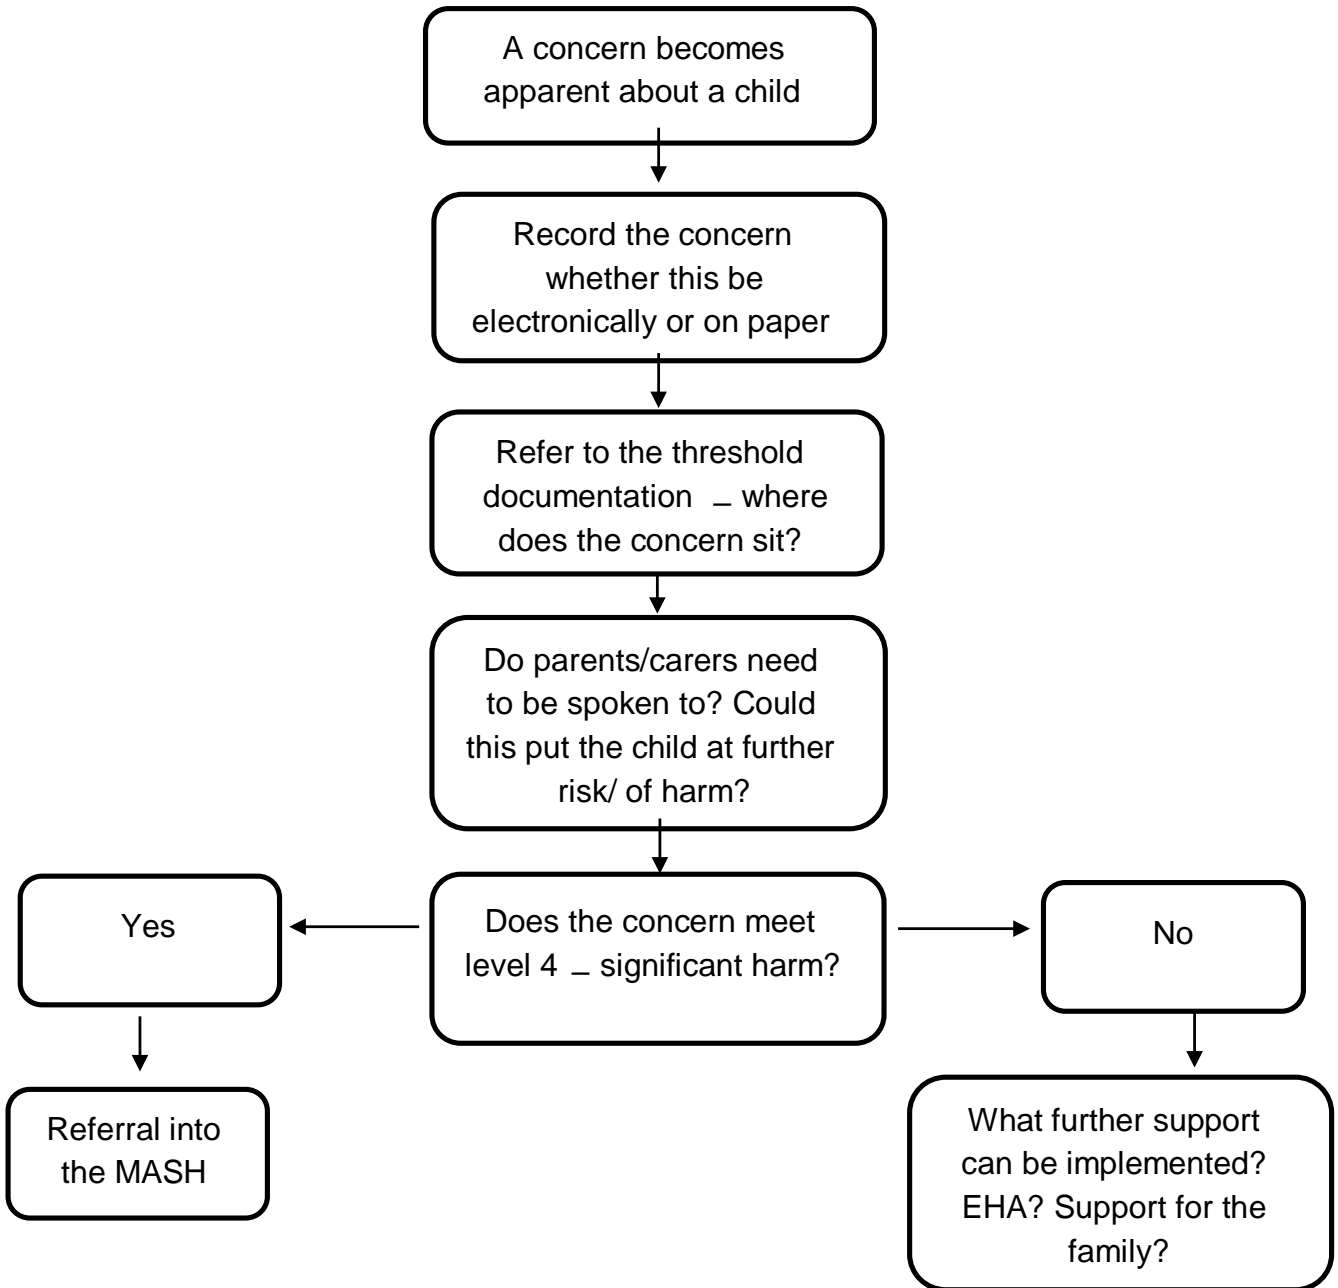 A concern becomes
apparent about a child
Record the concern
whether this be
electronically or on paper
Refer to the threshold
documentation – where
does the concern sit?
Do parents/carers need
to be spoken to? Could
this put the child at further
risk/ of harm?
Does the concern meet
level 4 – significant harm?
Yes
No
Referral into
the MASH
What further support
can be implemented?
EHA? Support for the
family?